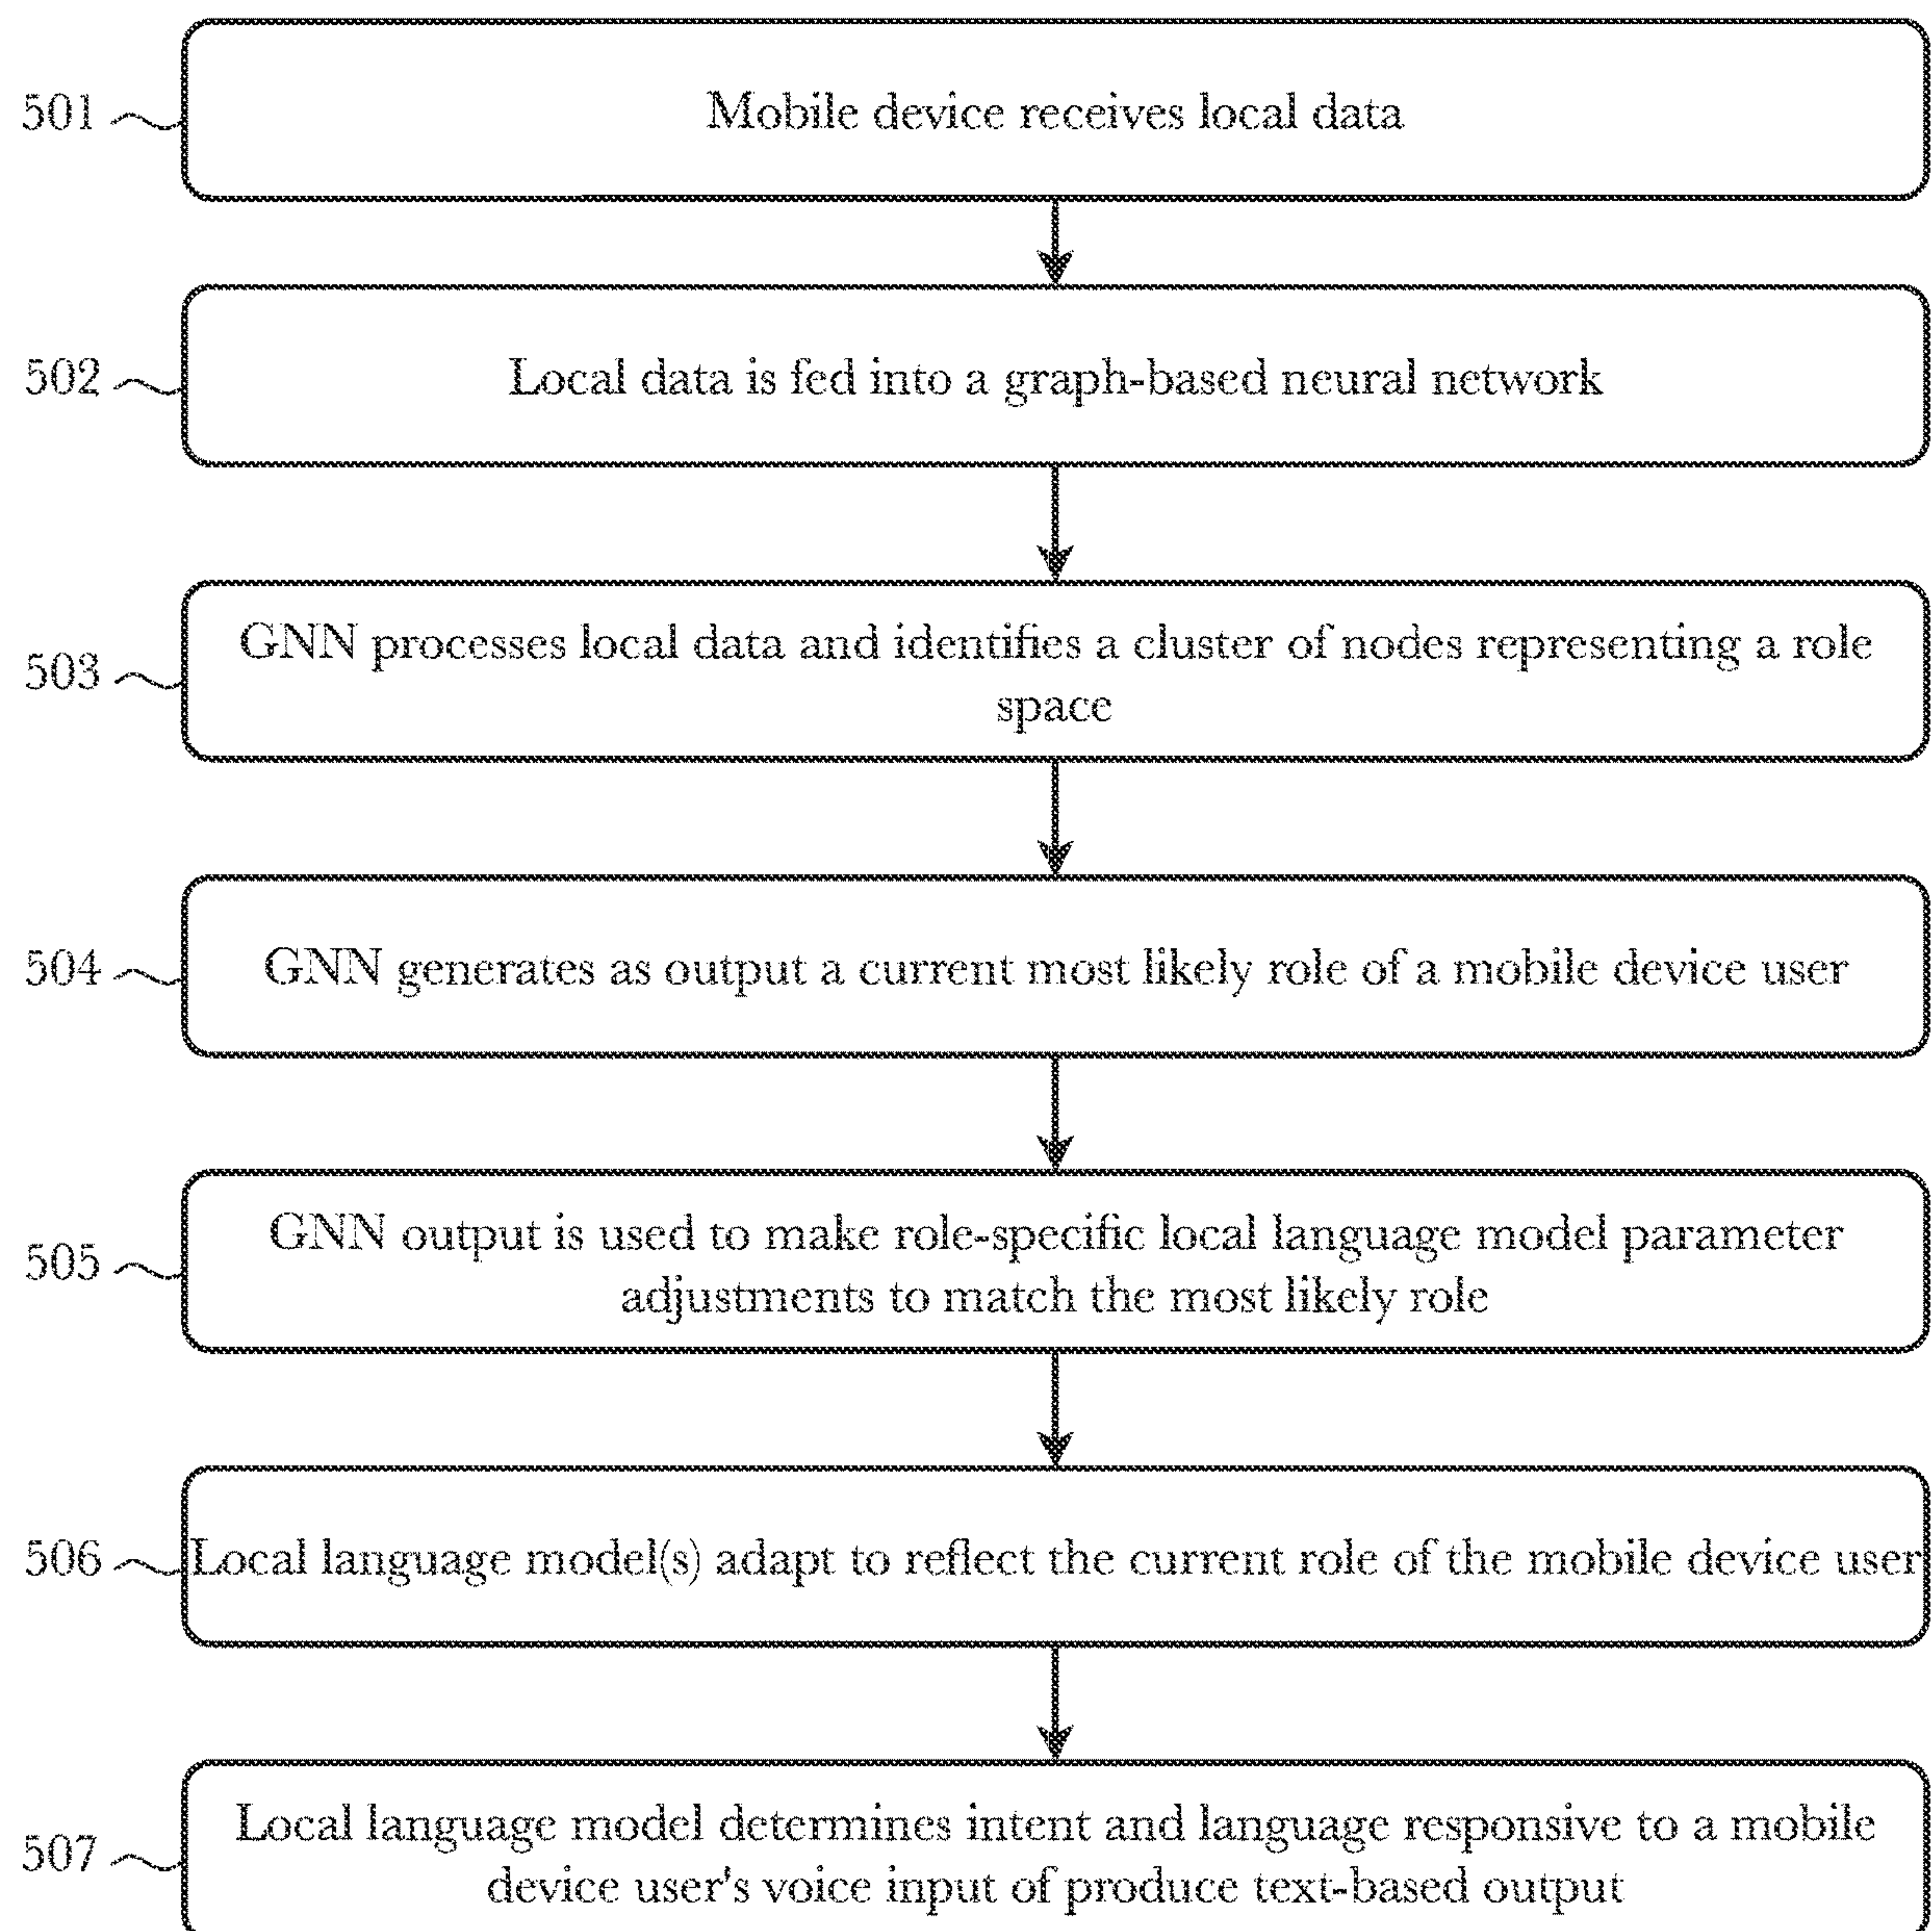 501
Mobile device receives local data
502
Local data is fed into a graph-based neural network
503
GNN processes local data and identifies a cluster of nodes representing a role
space
504
GNN generates as output a current most likely role of a mobile device user
505
GNN output is used to make role-specific local language model parameter
adjustments to match the most likely role
506
Local language model(s) adapt to reflect the current role of the mobile device user
507
Local language model determines intent and language responsive to a mobile
device user's voice input of produce text-based output